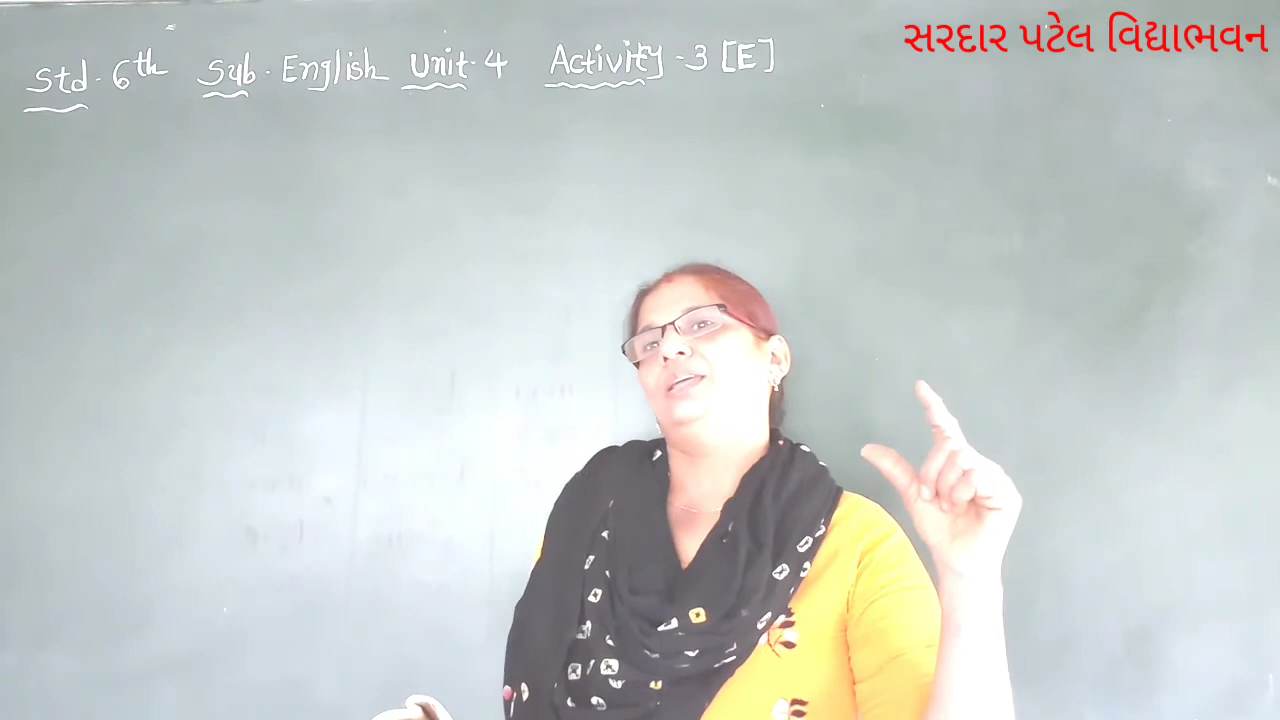 સરદાર પટેલ વિદ્યાભવન
Std. 6th Sub. English Unit. 4 Activity - 3 [E]